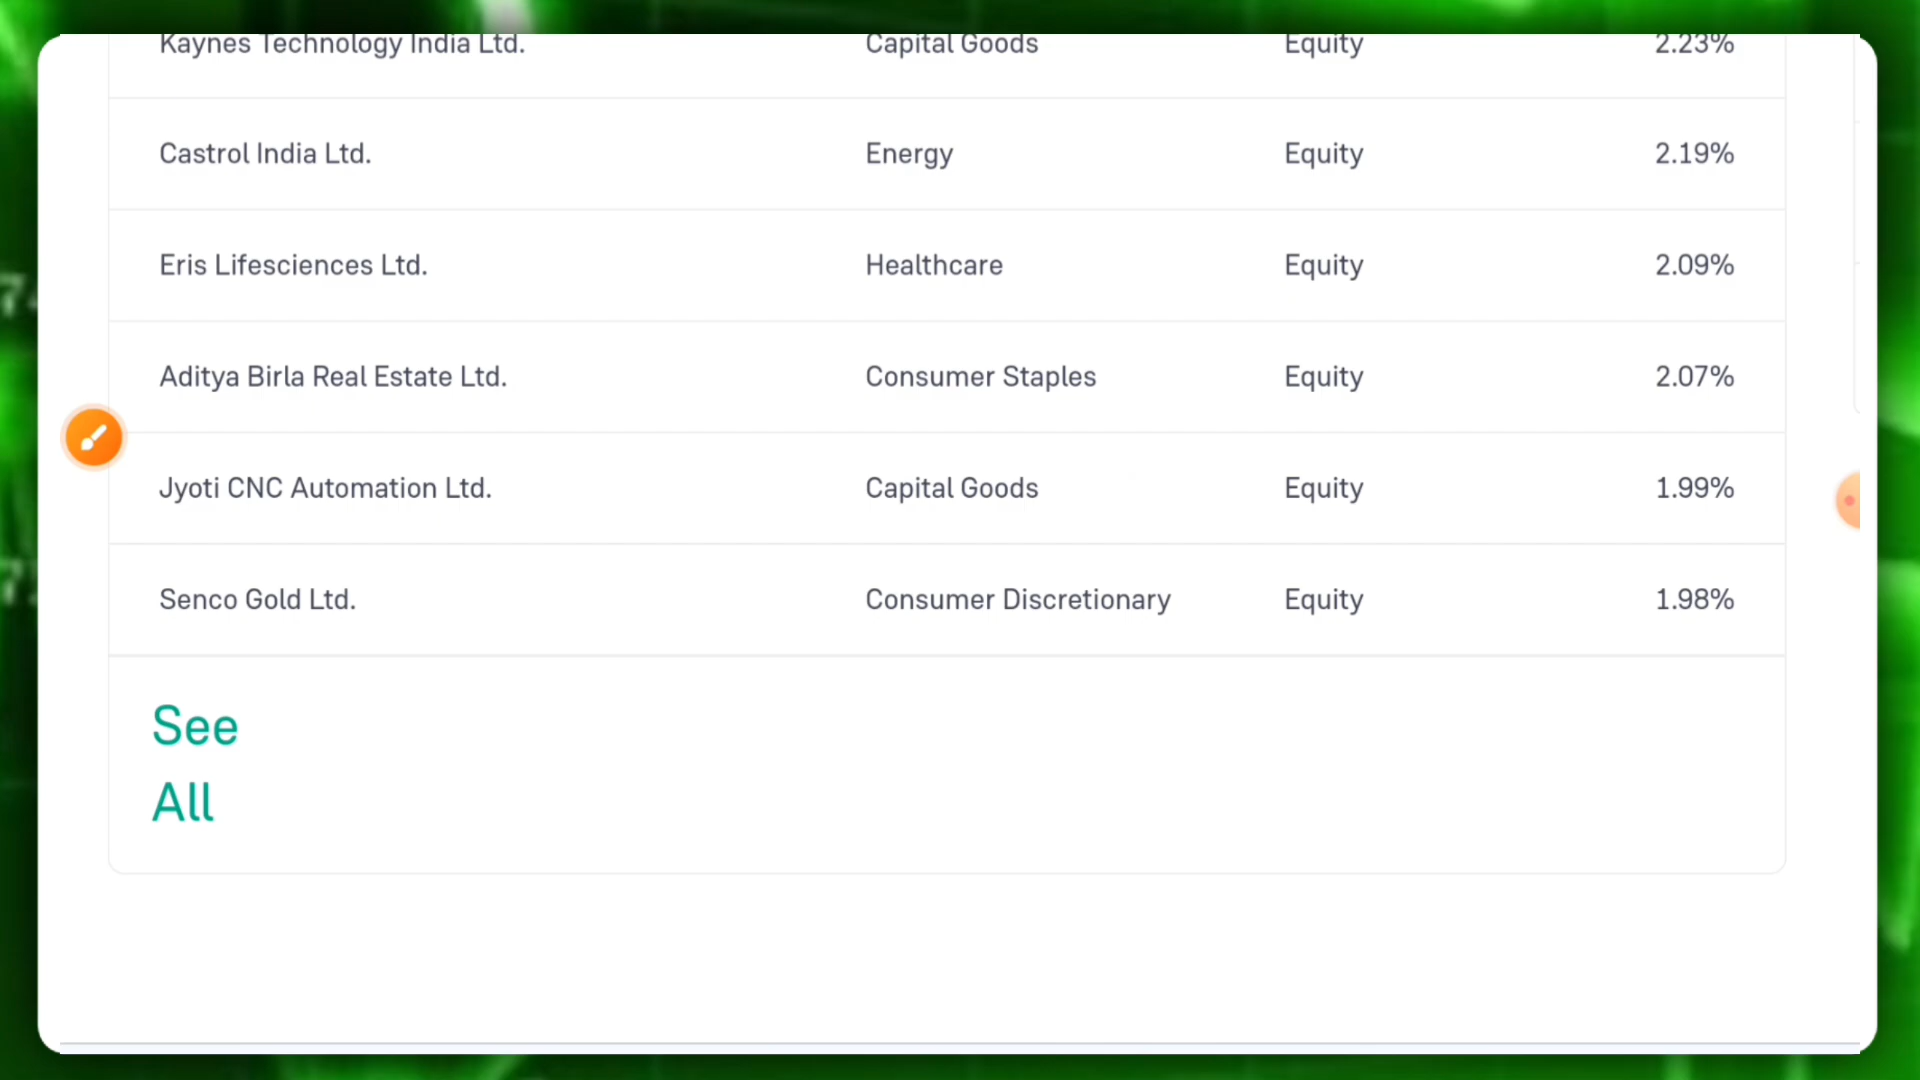 Kaynes Technology India Ltd. Capital Goods Equity 2.23%
Castrol India Ltd. Energy Equity 2.19%
Eris Lifesciences Ltd. Healthcare Equity 2.09%
Aditya Birla Real Estate Ltd. Consumer Staples Equity 2.07%
Jyoti CNC Automation Ltd. Capital Goods Equity 1.99%
Senco Gold Ltd. Consumer Discretionary Equity 1.98%
See
All